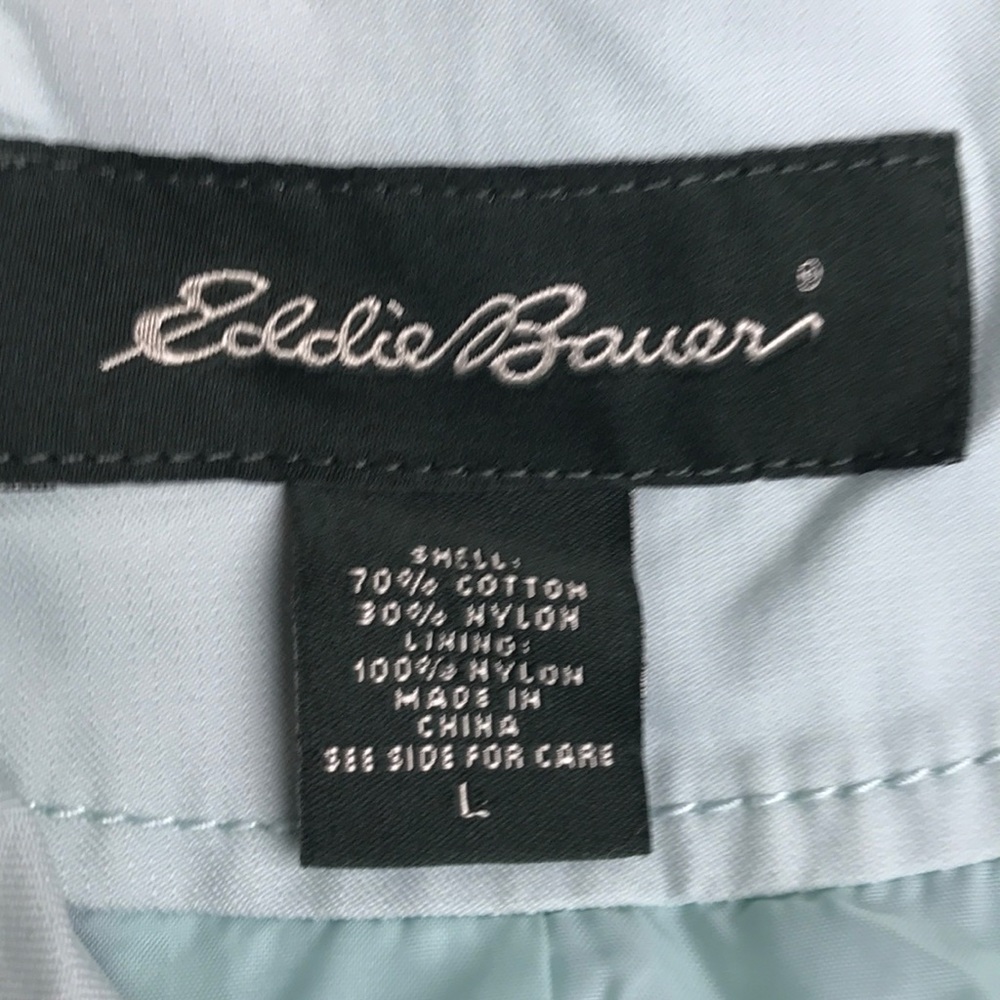 Eddie Bauer ®
SHELL:
70% COTTON
30% NYLON
LINING:
100% NYLON
MADE IN
CHINA
SEE SIDE FOR CARE
L